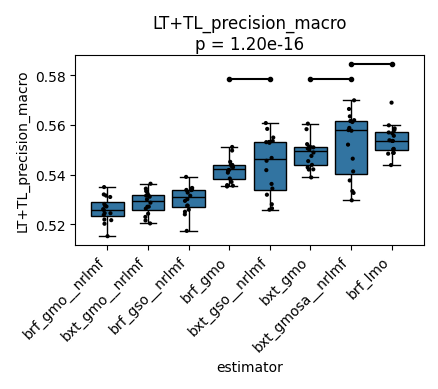 LT+TL_precision_macro
p = 1.20e-16
LT+TL_precision_macro
0.58
0.56
0.54
0.52
brf_gmo__nrlmf
bxt_gmo__nrlmf
brf_gso__nrlmf
brf_gmo
bxt_gso__nrlmf
bxt_gmo
bxt_gmosa__nrlmf
brf_lmo
estimator